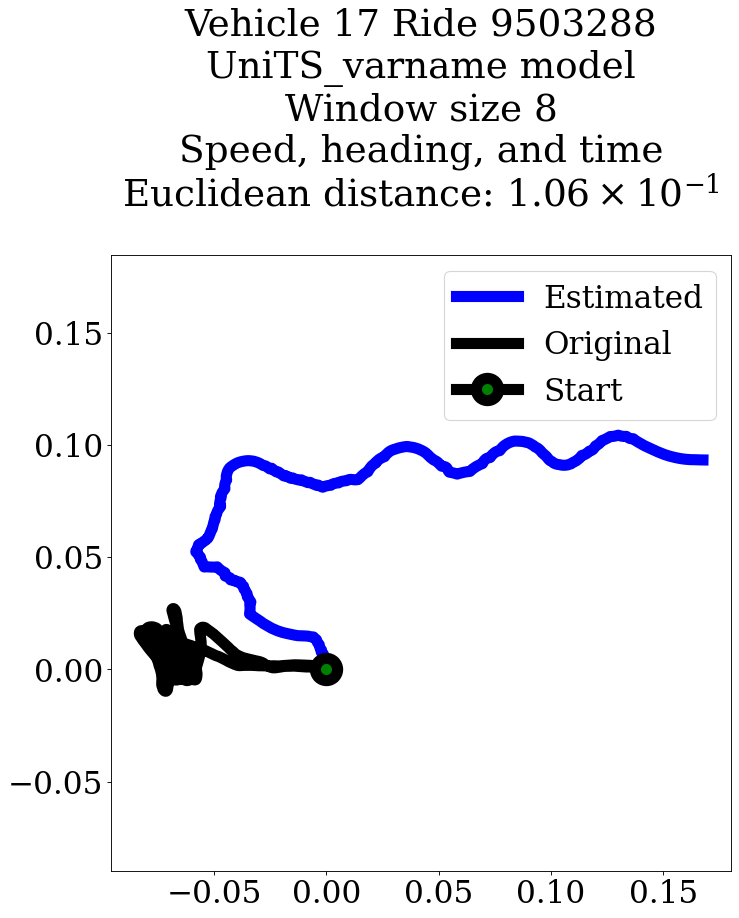 Vehicle 17 Ride 9503288
UniTS_varname model
Window size 8
Speed, heading, and time
Euclidean distance: $1.06 \times 10^{-1}$
Estimated
Original
Start
0.15
0.10
0.05
0.00
−0.05
−0.05 0.00 0.05 0.10 0.15